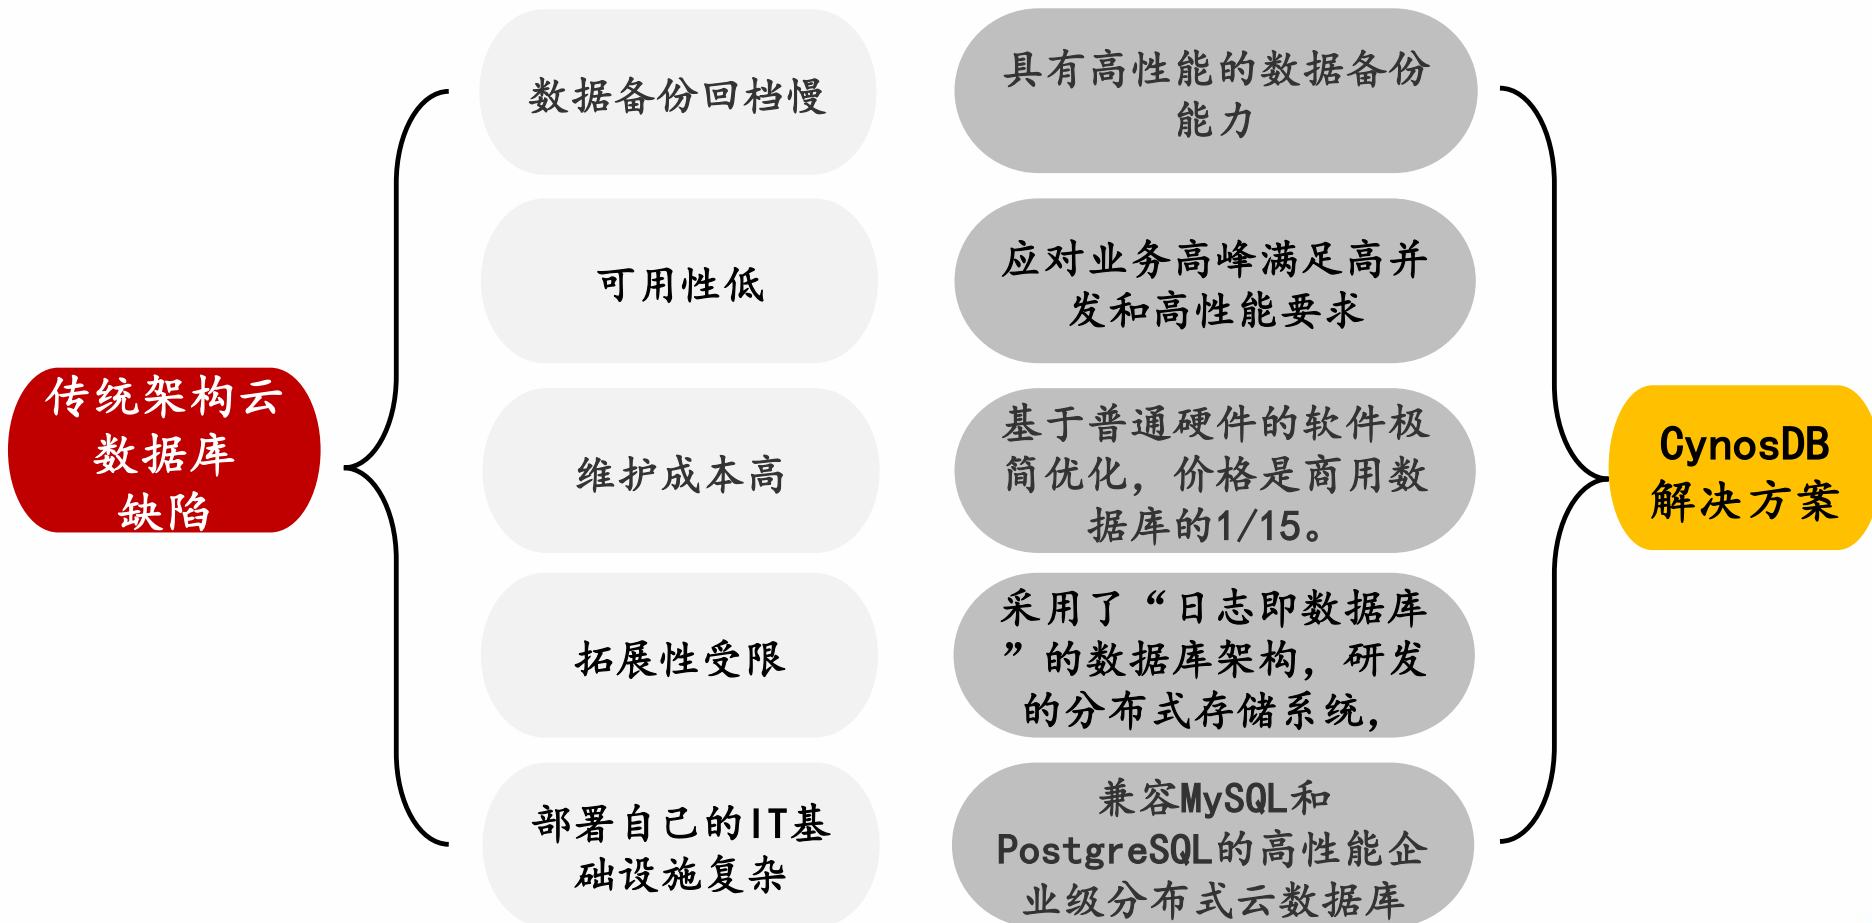 传统架构云
数据库
缺陷
数据备份回档慢
具有高性能的数据备份
能力
可用性低
应对业务高峰满足高并
发和高性能要求
维护成本高
基于普通硬件的软件极
简优化，价格是商用数
据库的1/15。
拓展性受限
采用了“日志即数据库
”的数据库架构，研发
的分布式存储系统，
部署自己的IT基
础设施复杂
兼容MySQL和
PostgreSQL的高性能企
业级分布式云数据库
CynosDB
解决方案